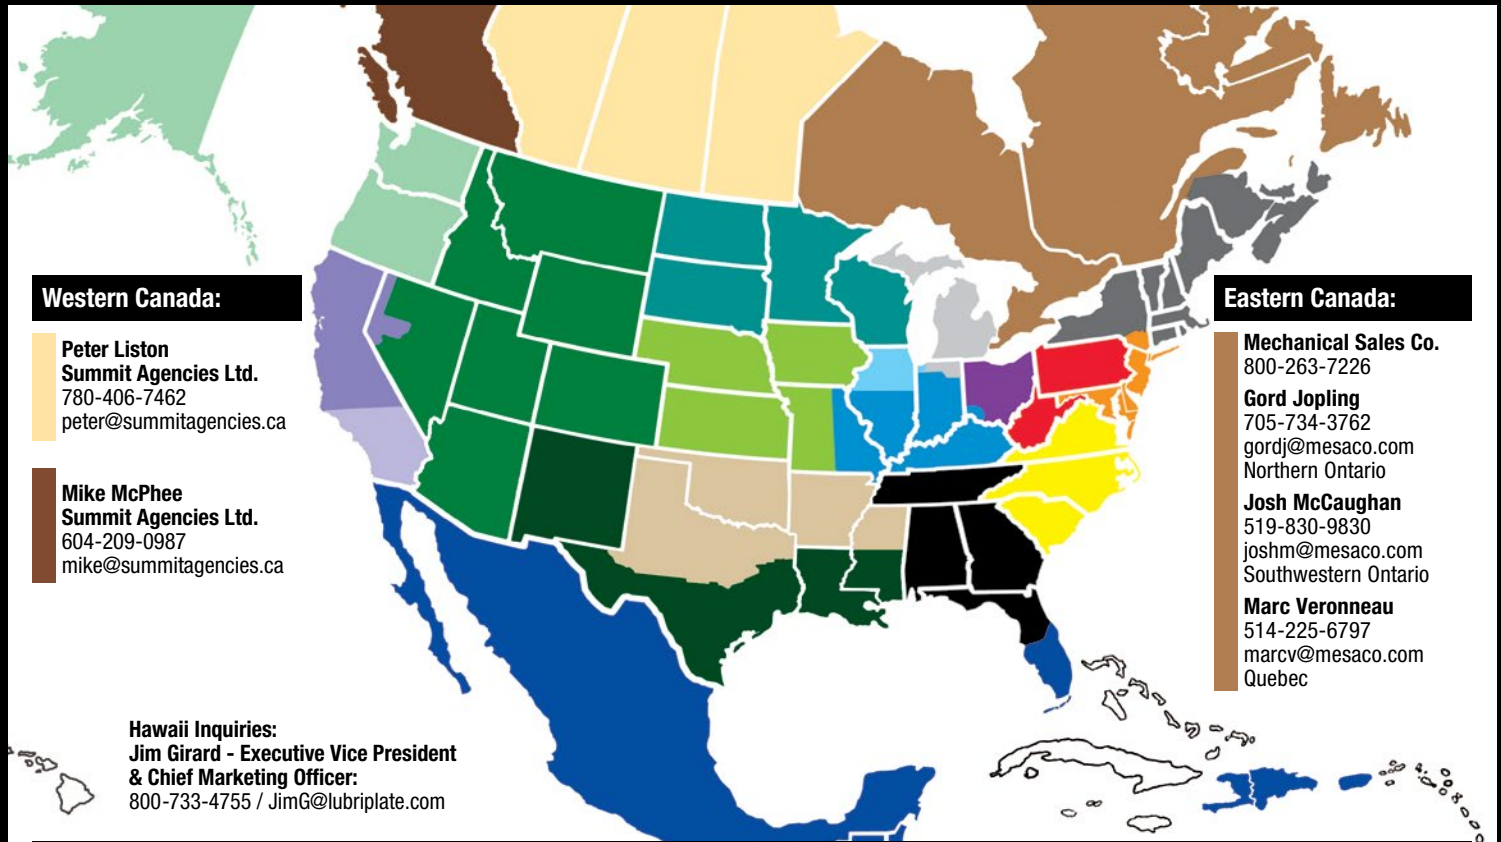 Western Canada:
Peter Liston
Summit Agencies Ltd.
780-406-7462
peter@summitagencies.ca
Mike McPhee
Summit Agencies Ltd.
604-209-0987
mike@summitagencies.ca
Hawaii Inquiries:
Jim Girard - Executive Vice President
& Chief Marketing Officer:
800-733-4755 / JimG@lubriplate.com
Eastern Canada:
Mechanical Sales Co.
800-263-7226
Gord Jopling
705-734-3762
gordj@mesaco.com
Northern Ontario
Josh McCaughan
519-830-9830
joshm@mesaco.com
Southwestern Ontario
Marc Veronneau
514-225-6797
marcv@mesaco.com
Quebec